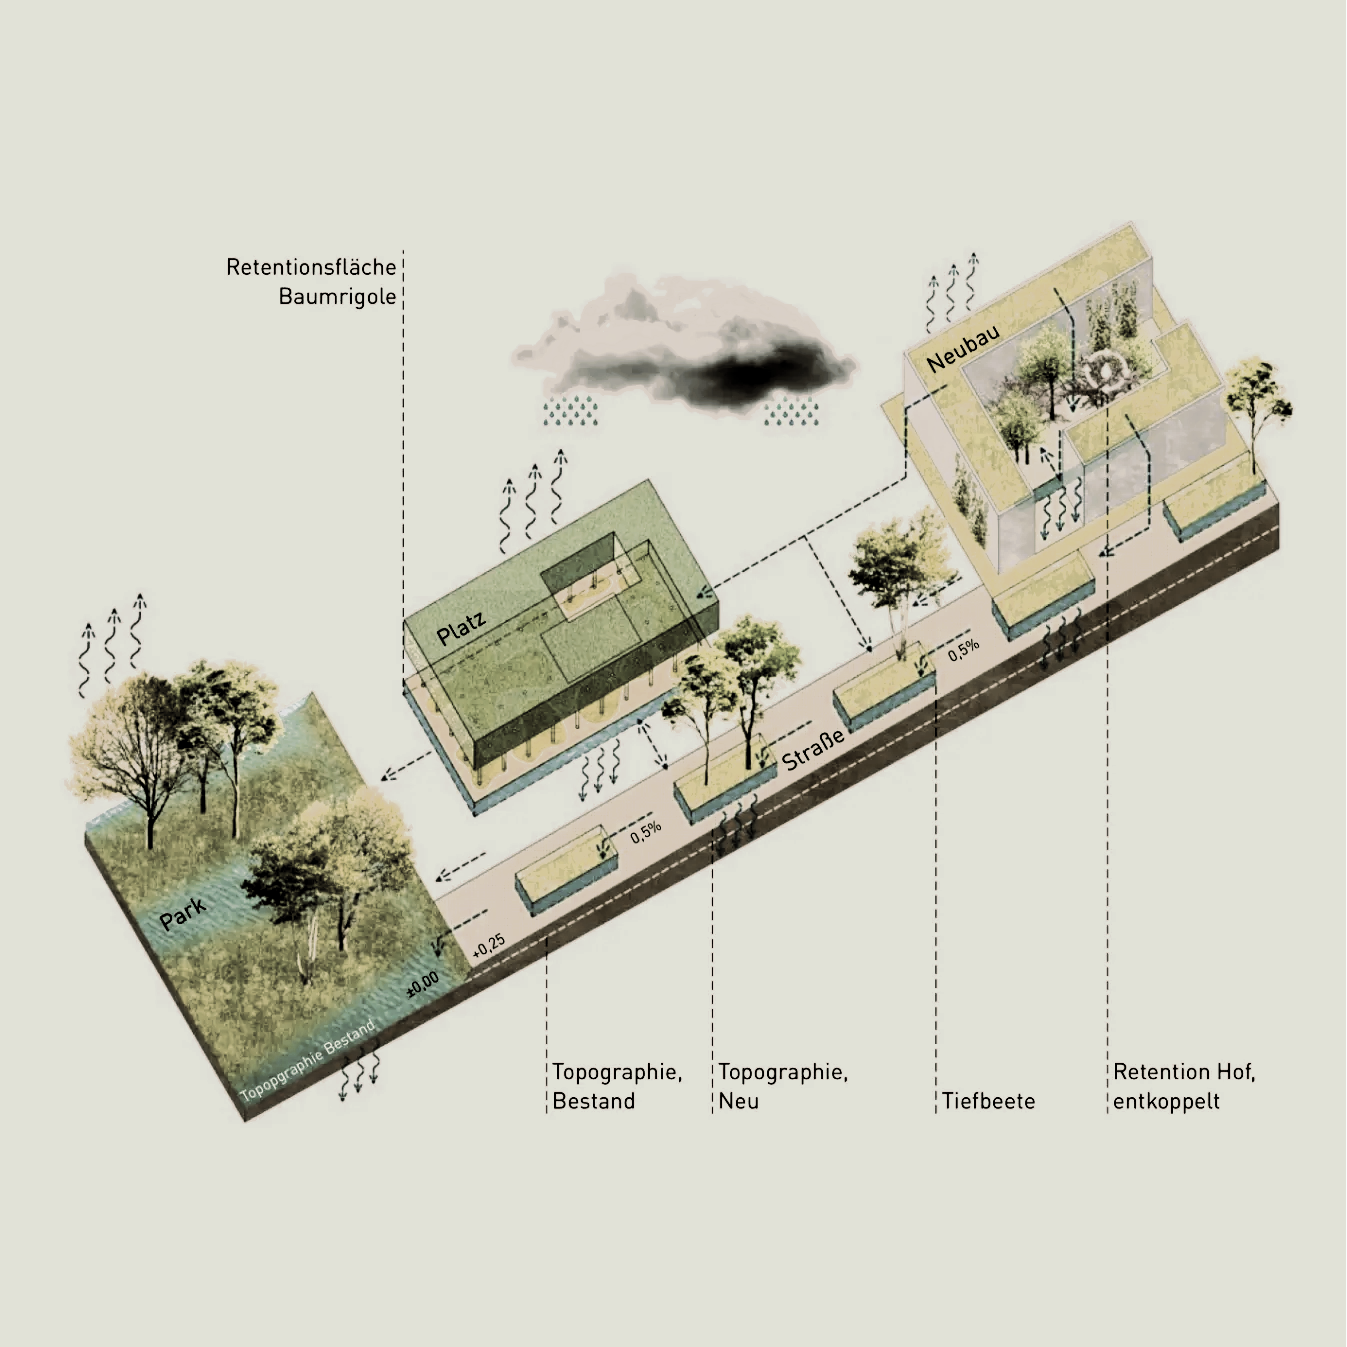 Retentionsfläche
Baumrigole
Neubau
Platz
0,5%
Straße
0,5%
Park
+0,25
±0,00
Topopgraphie Bestand
Topographie,
Bestand
Topographie,
Neu
Tiefbeete
Retention Hof,
entkoppelt